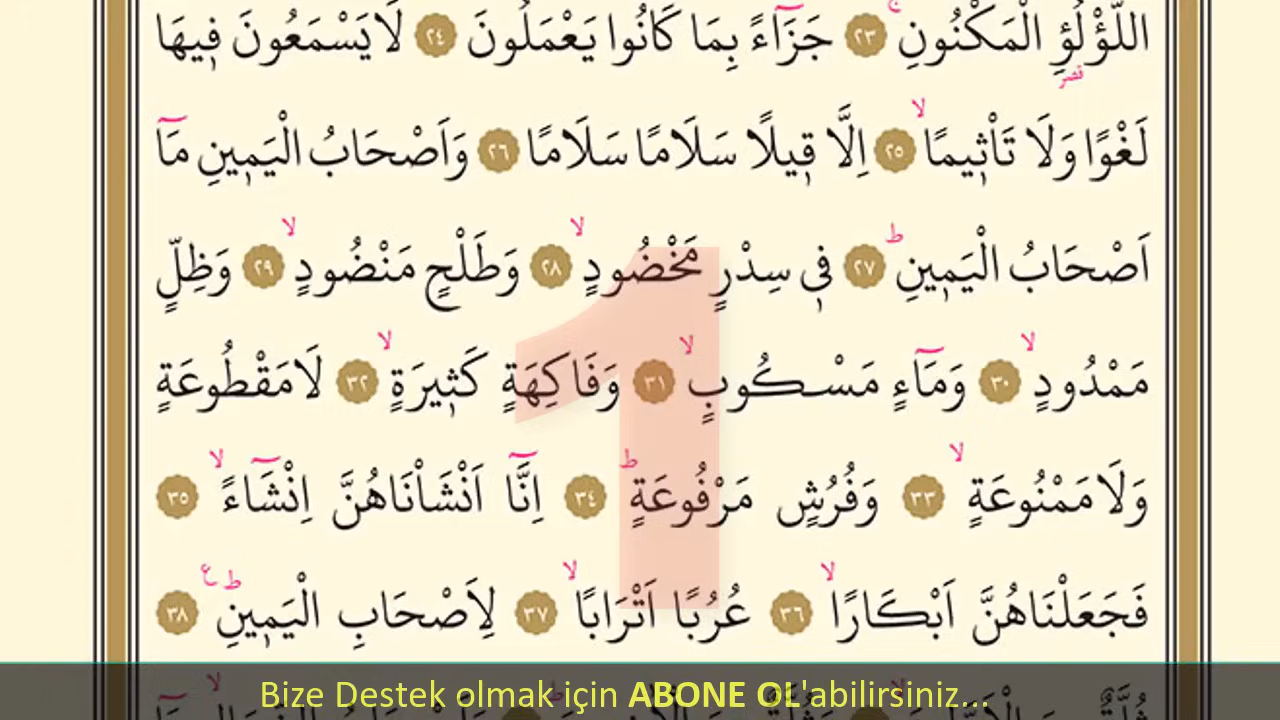 اللُّؤْلُؤِ الْمَكْنُونِ ﴿٢٣﴾ جَزَٓاءً بِمَا كَانُوا يَعْمَلُونَ ﴿٢٤﴾ لَا يَسْمَعُونَ ف۪يهَا
لَغْوًا وَلَا تَأْث۪يمًا ﴿٢٥﴾ اِلَّا ق۪يلًا سَلَامًا سَلَامًا ﴿٢٦﴾ وَاَصْحَابُ الْيَم۪ينِ مَٓا
اَصْحَابُ الْيَم۪ينِ ﴿٢٧﴾ ف۪ي سِدْرٍ مَخْضُودٍ ﴿٢٨﴾ وَطَلْحٍ مَنْضُودٍ ﴿٢٩﴾ وَظِلٍّ
مَمْدُودٍ ﴿٣٠﴾ وَمَٓاءٍ مَسْكُوبٍ ﴿٣١﴾ وَفَاكِهَةٍ كَث۪يرَةٍ ﴿٣٢﴾ لَا مَقْطُوعَةٍ
وَلَا مَمْنُوعَةٍ ﴿٣٣﴾ وَفُرُشٍ مَرْفُوعَةٍ ﴿٣٤﴾ اِنَّٓا اَنْشَأْنَاهُنَّ اِنْشَٓاءً ﴿٣٥﴾
فَجَعَلْنَاهُنَّ اَبْكَارًا ﴿٣٦﴾ عُرُبًا اَتْرَابًا ﴿٣٧﴾ لِاَصْحَابِ الْيَم۪ينِ ﴿٣٨﴾
1
Bize Destek olmak için ABONE OL'abilirsiniz...